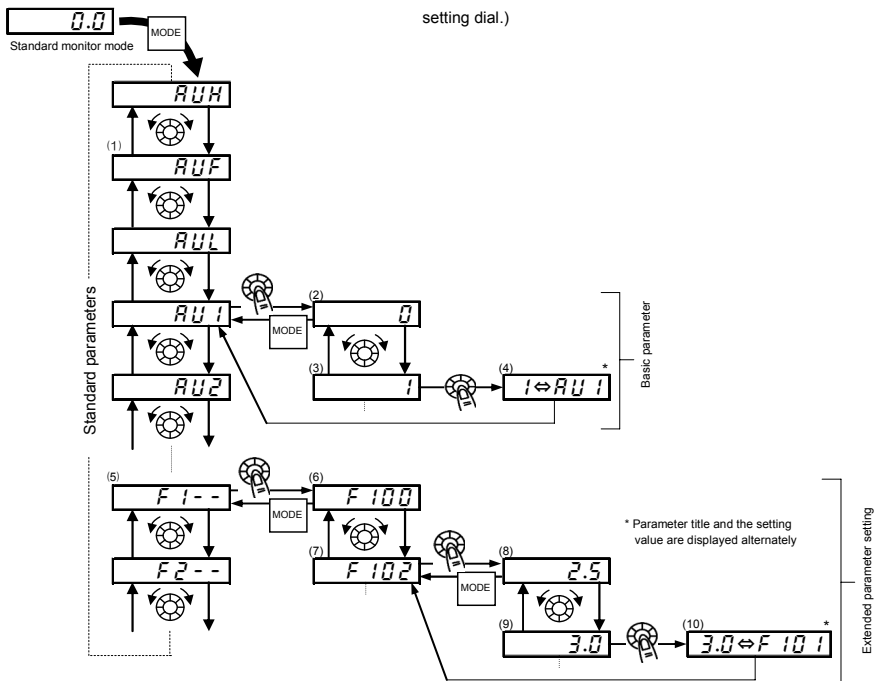 setting dial.)
0.0
MODE
Standard monitor mode
AUH
(1)
AUF
AUL
Standard parameters
AU1
MODE
(2)
0
(3)
1
(4)
*
1⇔AU1
Basic parameter
AU2
(5)
F1--
MODE
(6)
F100
(7)
F102
F2--
MODE
(8)
2.5
(9)
3.0
(10)
*
3.0⇔F101
* Parameter title and the setting
value are displayed alternately
Extended parameter setting